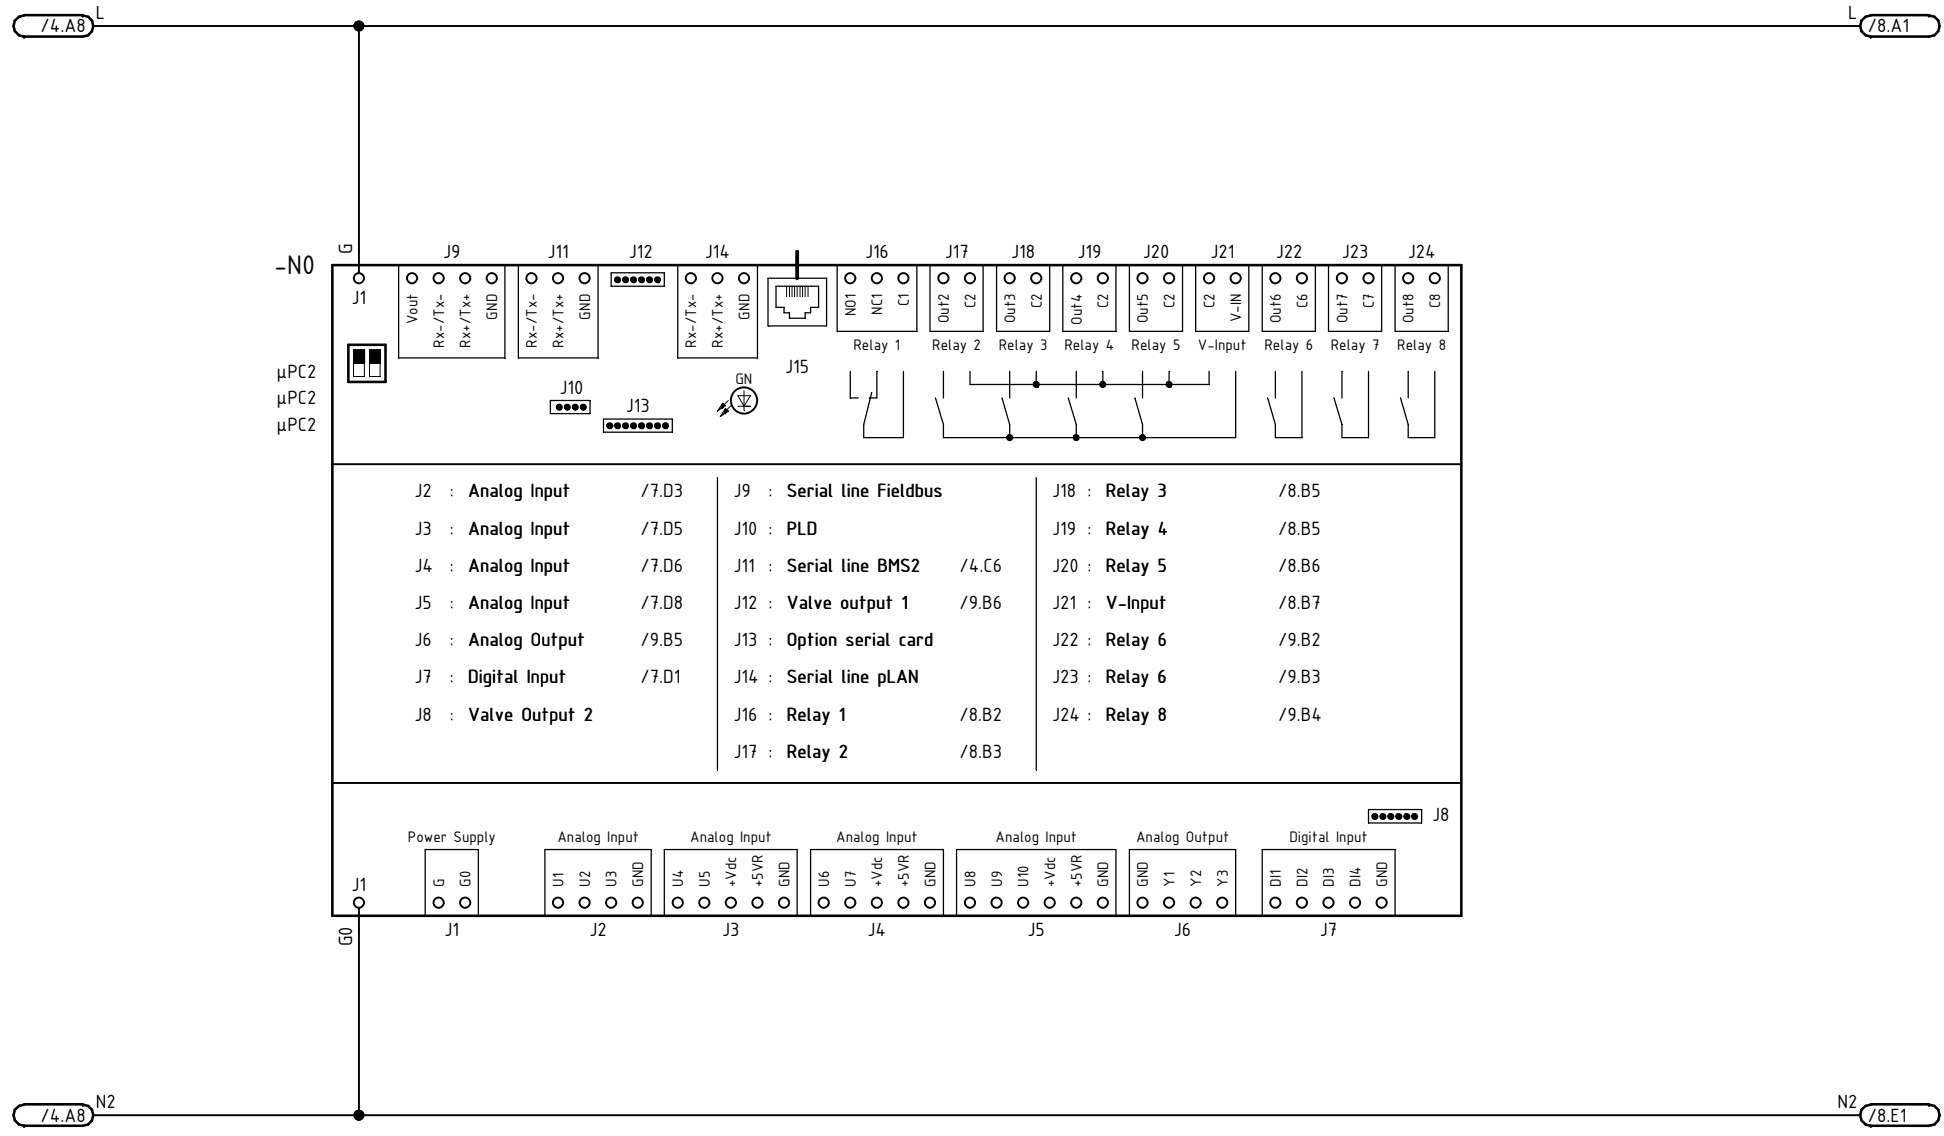 L
/4.A8
L
/8.A1
G
-N0
J1
J9
J11
J12
J14
J16
J17
J18
J19
J20
J21
J22
J23
J24
Vout
Rx-/Tx-
Rx+/Tx+
GND
Rx-/Tx-
Rx+/Tx+
GND
Rx-/Tx-
Rx+/Tx+
GND
NO1
NC1
C1
Out2
C2
Out3
C2
Out4
C2
Out5
C2
C2
V-IN
Out6
C6
Out7
C7
Out8
C8
Relay 1
Relay 2
Relay 3
Relay 4
Relay 5
V-Input
Relay 6
Relay 7
Relay 8
J15
µPC2
µPC2
µPC2
J10
J13
GN
J2 : Analog Input /7.D3
J3 : Analog Input /7.D5
J4 : Analog Input /7.D6
J5 : Analog Input /7.D8
J6 : Analog Output /9.B5
J7 : Digital Input /7.D1
J8 : Valve Output 2
J9 : Serial line Fieldbus
J10 : PLD
J11 : Serial line BMS2 /4.C6
J12 : Valve output 1 /9.B6
J13 : Option serial card
J14 : Serial line pLAN
J16 : Relay 1 /8.B2
J17 : Relay 2 /8.B3
J18 : Relay 3 /8.B5
J19 : Relay 4 /8.B5
J20 : Relay 5 /8.B6
J21 : V-Input /8.B7
J22 : Relay 6 /9.B2
J23 : Relay 6 /9.B3
J24 : Relay 8 /9.B4
J8
Power Supply
Analog Input
Analog Input
Analog Input
Analog Input
Analog Output
Digital Input
J1
G
G0
U1
U2
U3
GND
U4
U5
+Vdc
+5VR
GND
U6
U7
+Vdc
+5VR
GND
U8
U9
U10
+Vdc
+5VR
GND
GND
Y1
Y2
Y3
DI1
DI2
DI3
DI4
GND
G0
J1
J2
J3
J4
J5
J6
J7
N2
/4.A8
N2
/8.E1